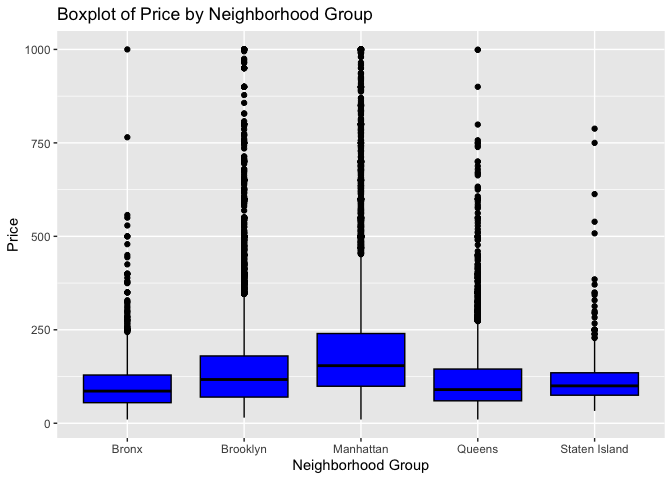 Boxplot of Price by Neighborhood Group
1000
750
500
250
0
Price
Bronx
Brooklyn
Manhattan
Queens
Staten Island
Neighborhood Group